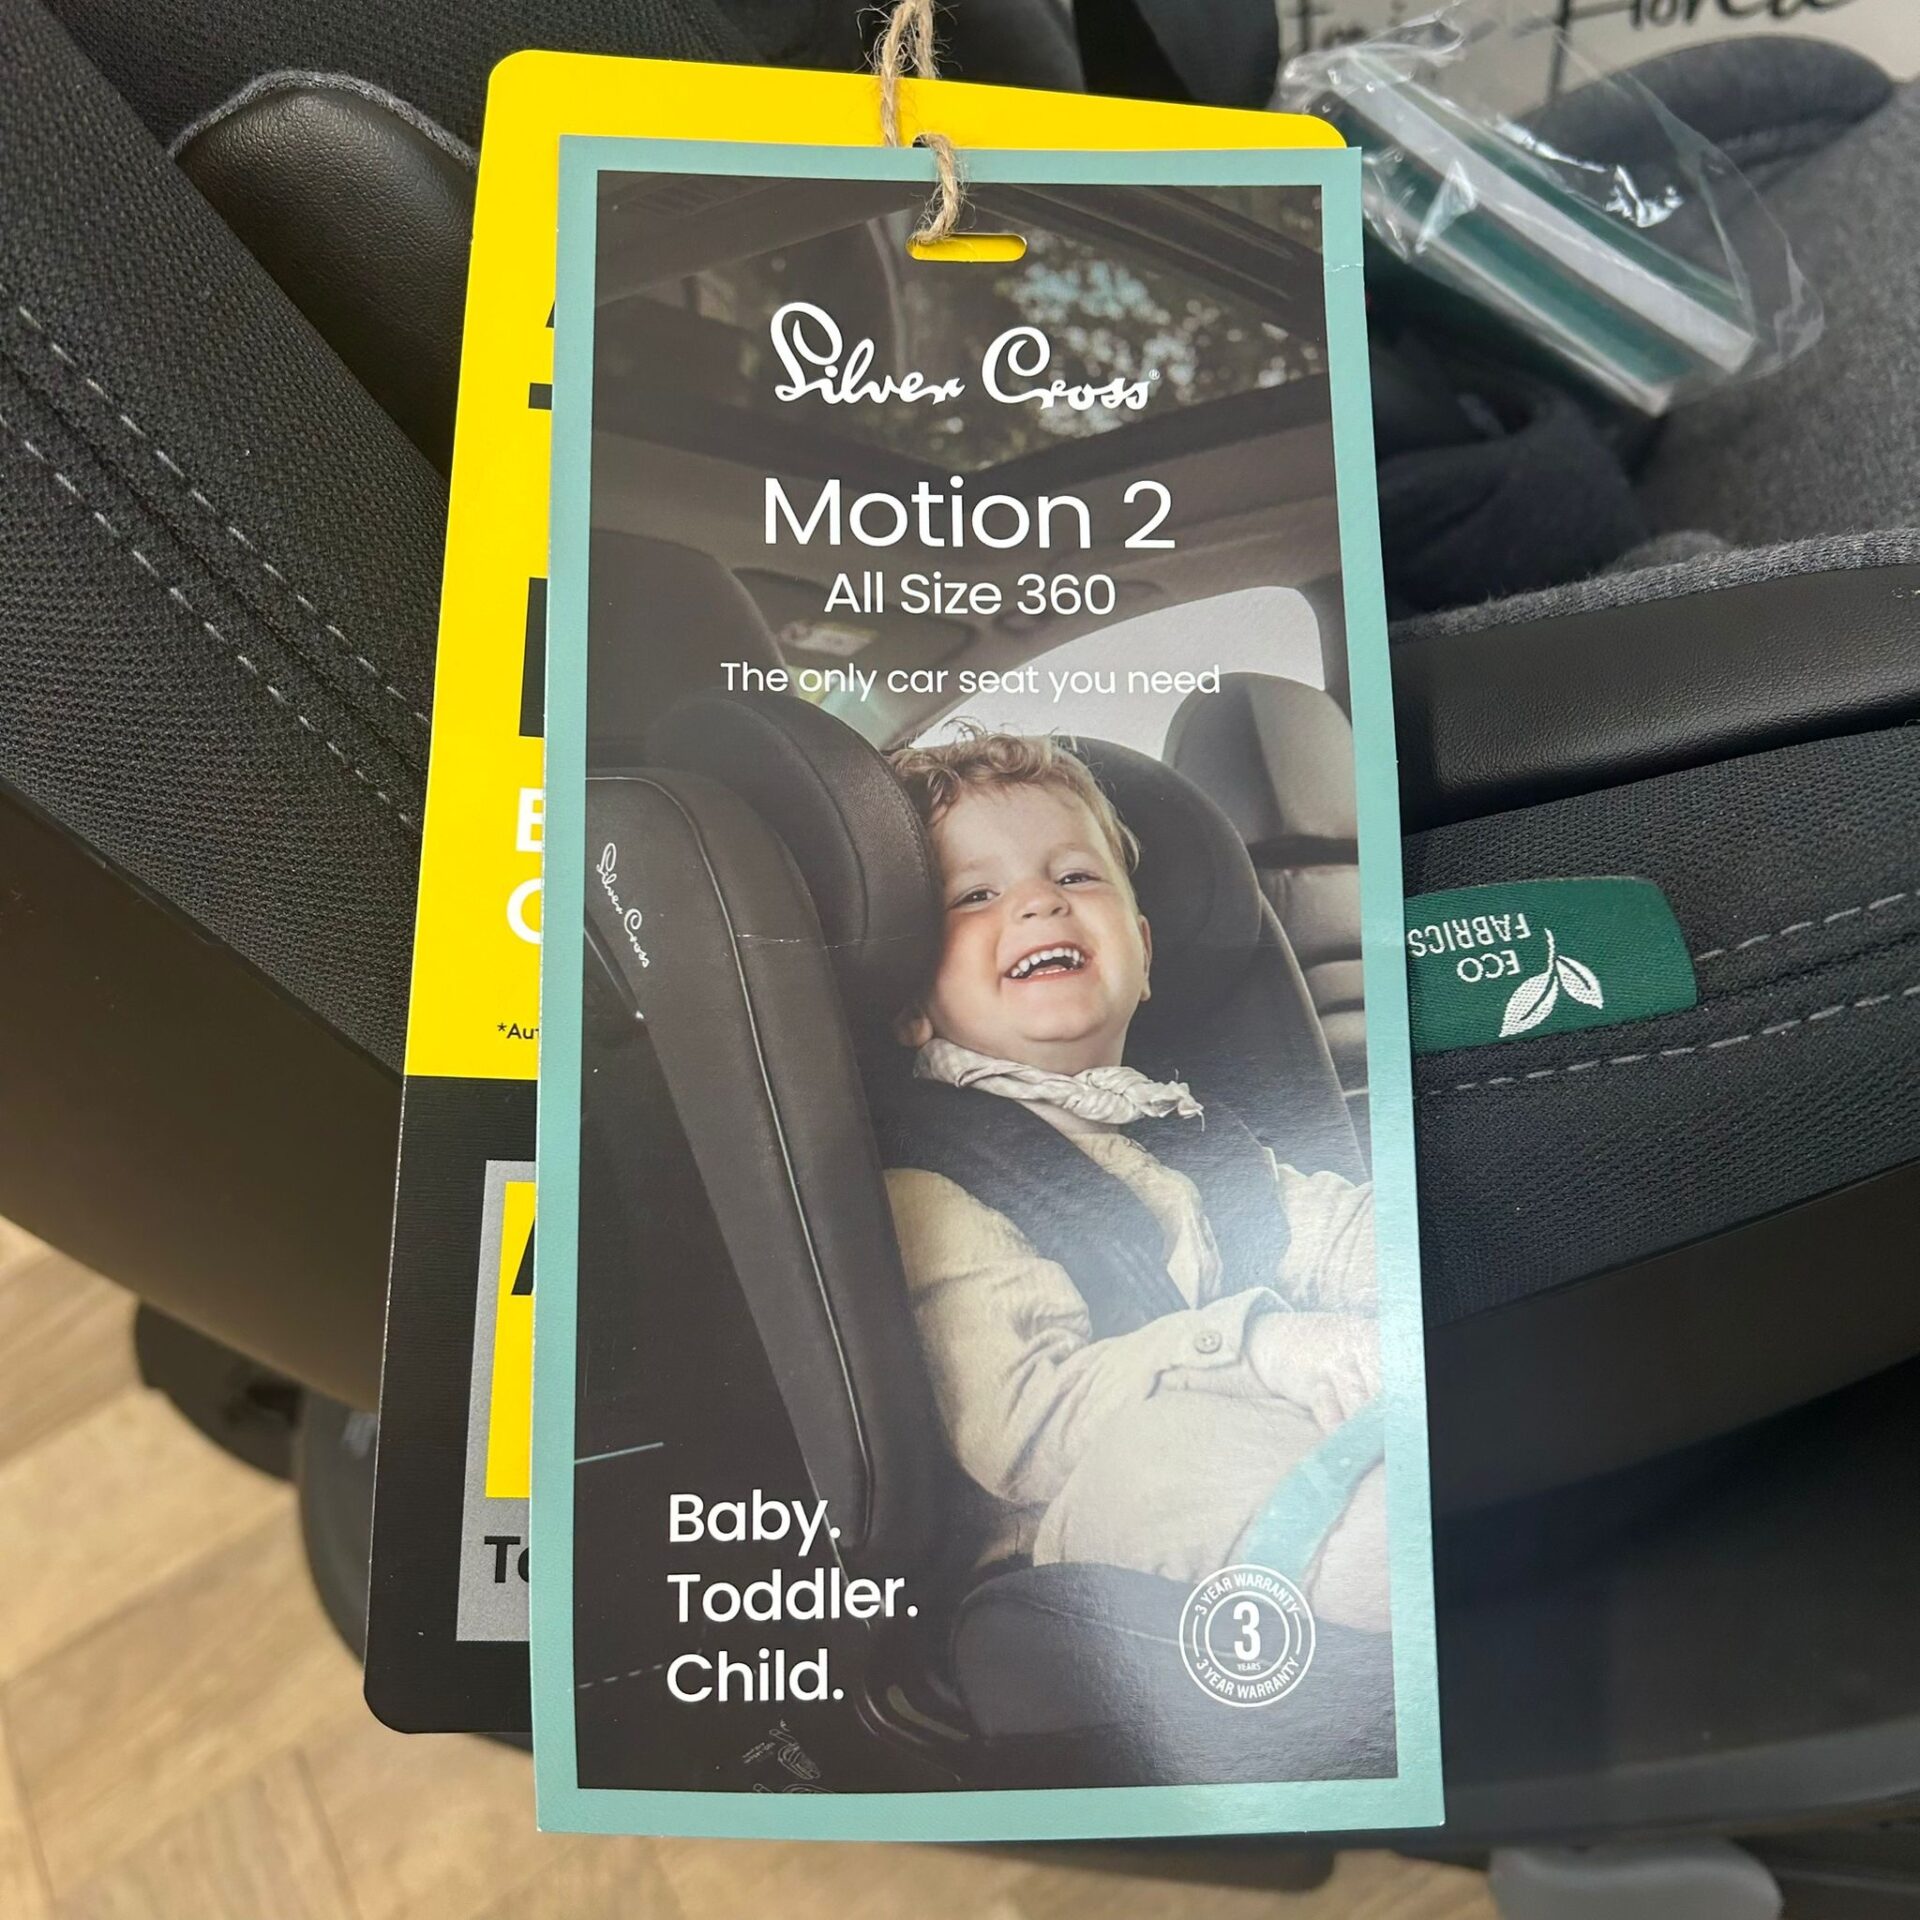 Silver Cross®
Motion 2
All Size 360
The only car seat you need
Silver Cross
Baby.
Toddler.
Child.
3 YEAR WARRANTY
3
YEARS
3 YEAR WARRANTY
*Aut
ECO
FABRICS